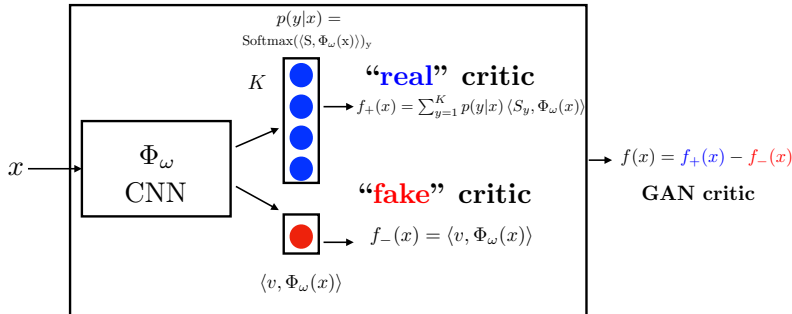 p(y|x) =
Softmax(⟨S, Φ_ω(x)⟩)_y
K
“real” critic
f_+(x) = ∑_{y=1}^{K} p(y|x) ⟨S_y, Φ_ω(x)⟩
x
Φ_ω
CNN
f(x) = f_+(x) − f_−(x)
GAN critic
“fake” critic
f_−(x) = ⟨v, Φ_ω(x)⟩
⟨v, Φ_ω(x)⟩